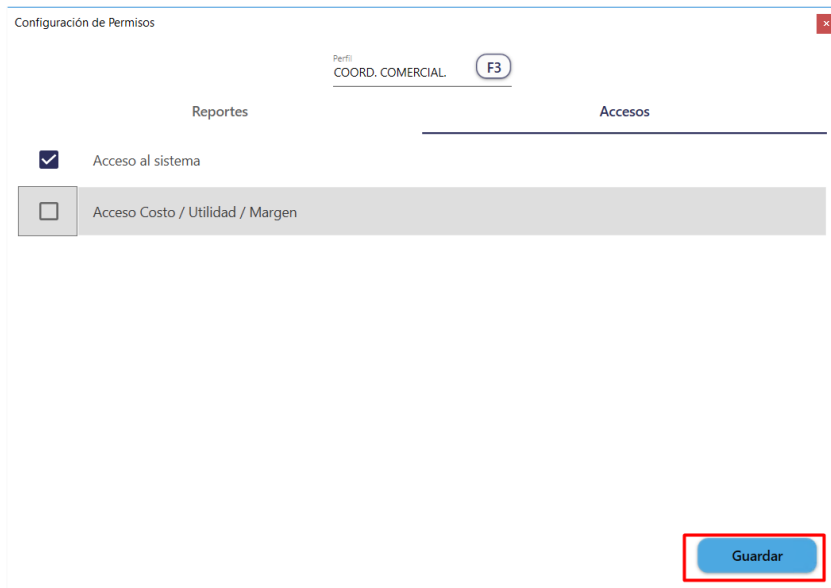 Configuración de Permisos
×
Perfil
COORD. COMERCIAL.
F3
Reportes
Accesos
Acceso al sistema
Acceso Costo / Utilidad / Margen
Guardar